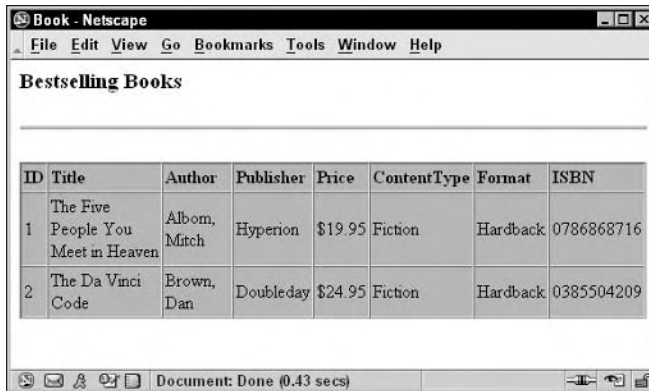 Book - Netscape
File Edit View Go Bookmarks Tools Window Help
Bestselling Books
ID Title Author Publisher Price ContentType Format ISBN
1 The Five People You Meet in Heaven Albom, Mitch Hyperion $19.95 Fiction Hardback 0786868716
2 The Da Vinci Code Brown, Dan Doubleday $24.95 Fiction Hardback 0385504209
Document: Done (0.43 secs)